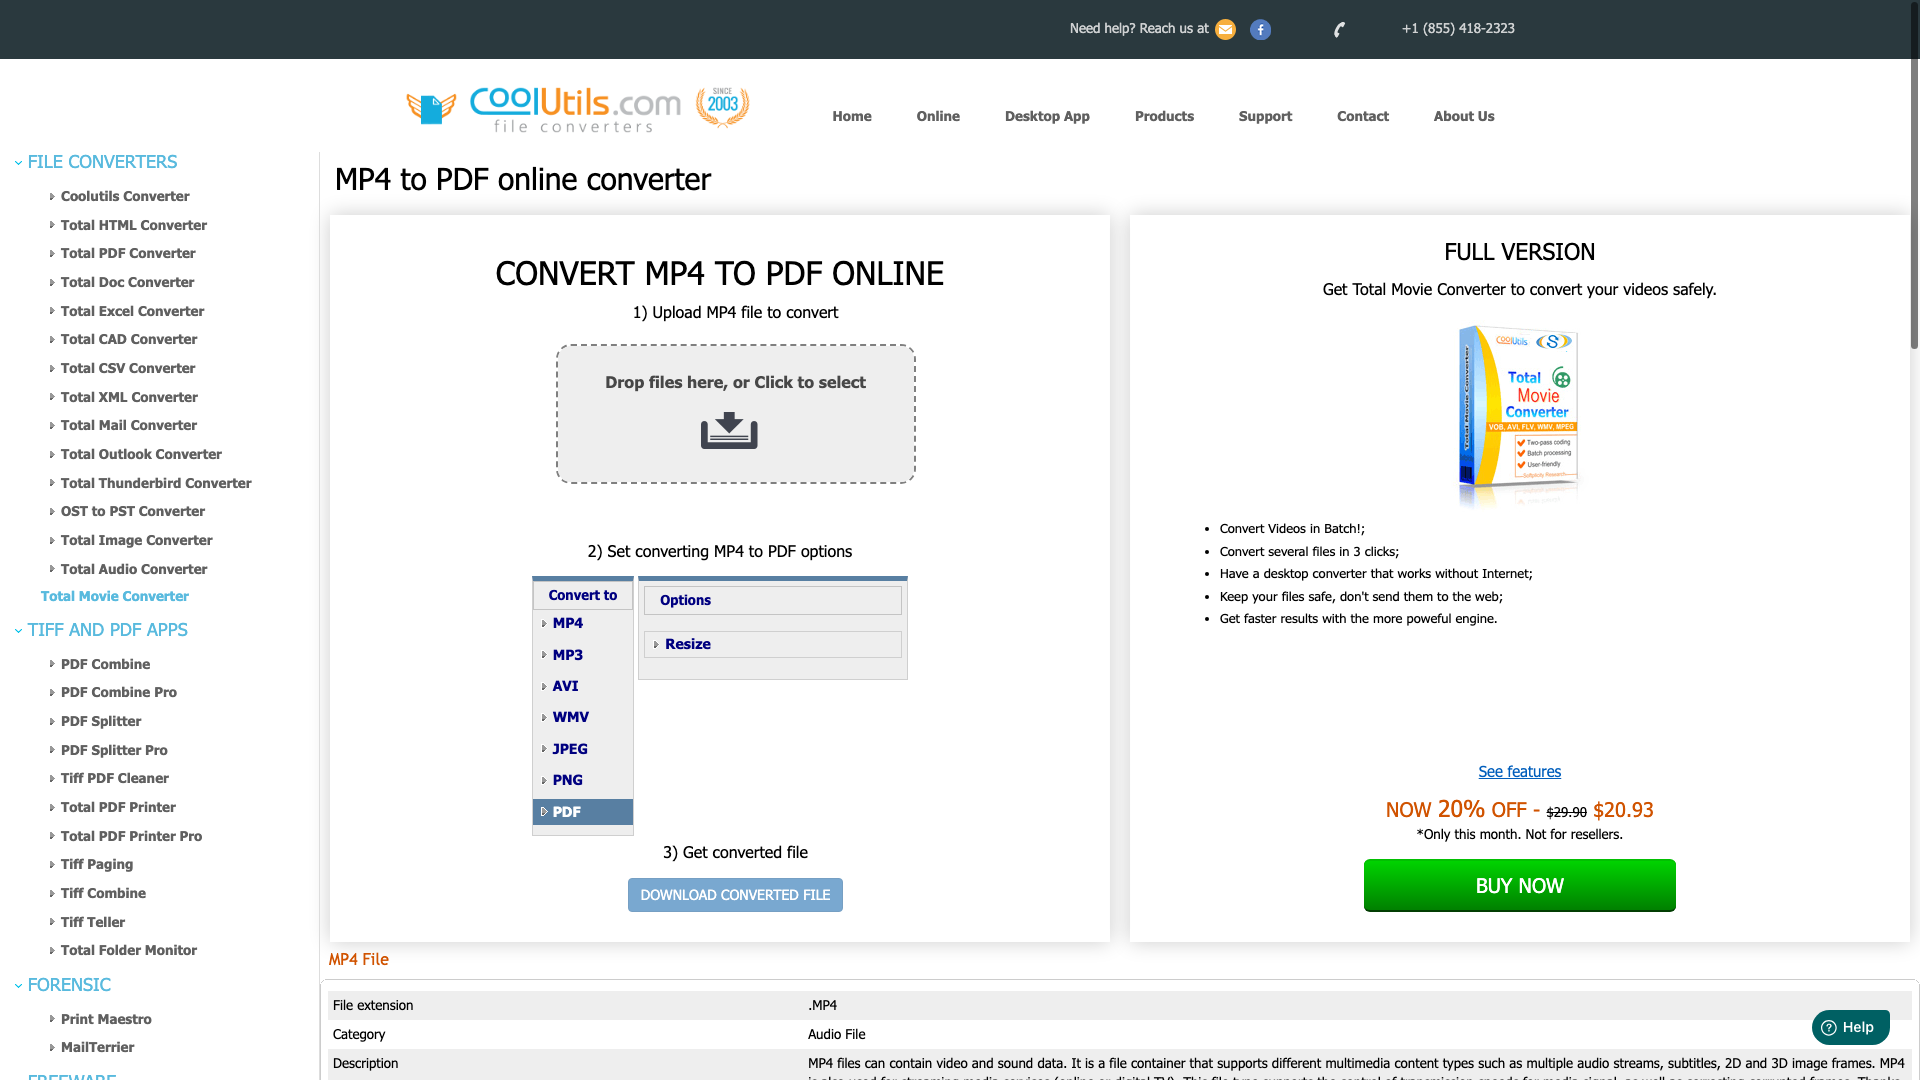 Need help? Reach us at
+1 (855) 418-2323
CoolUtils.com
file converters
SINCE
2003
Home
Online
Desktop App
Products
Support
Contact
About Us
FILE CONVERTERS
Coolutils Converter
Total HTML Converter
Total PDF Converter
Total Doc Converter
Total Excel Converter
Total CAD Converter
Total CSV Converter
Total XML Converter
Total Mail Converter
Total Outlook Converter
Total Thunderbird Converter
OST to PST Converter
Total Image Converter
Total Audio Converter
Total Movie Converter
TIFF AND PDF APPS
PDF Combine
PDF Combine Pro
PDF Splitter
PDF Splitter Pro
Tiff PDF Cleaner
Total PDF Printer
Total PDF Printer Pro
Tiff Paging
Tiff Combine
Tiff Teller
Total Folder Monitor
FORENSIC
Print Maestro
MailTerrier
FREEWARE
MP4 to PDF online converter
CONVERT MP4 TO PDF ONLINE
1) Upload MP4 file to convert
Drop files here, or Click to select
2) Set converting MP4 to PDF options
Convert to
MP4
MP3
AVI
WMV
JPEG
PNG
PDF
Options
Resize
3) Get converted file
DOWNLOAD CONVERTED FILE
FULL VERSION
Get Total Movie Converter to convert your videos safely.
CoolUtils
Total Movie Converter
Total
Movie
Converter
VOB, AVI, FLV, WMV, MPEG
Two-pass coding
Batch processing
User-friendly
Convert Videos in Batch!;
Convert several files in 3 clicks;
Have a desktop converter that works without Internet;
Keep your files safe, don't send them to the web;
Get faster results with the more poweful engine.
See features
NOW 20% OFF - $29.90 $20.93
*Only this month. Not for resellers.
BUY NOW
MP4 File
File extension .MP4
Category Audio File
Description MP4 files can contain video and sound data. It is a file container that supports different multimedia content types such as multiple audio streams, subtitles, 2D and 3D image frames. MP4
Help